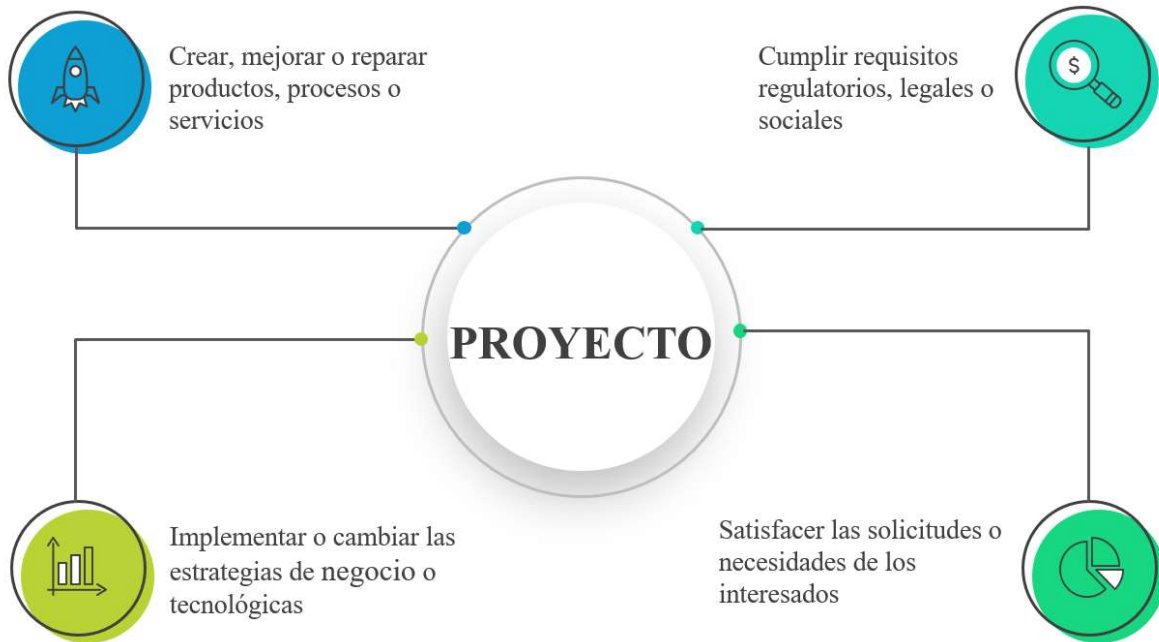 Crear, mejorar o reparar
productos, procesos o
servicios
Cumplir requisitos
regulatorios, legales o
sociales
$
PROYECTO
Implementar o cambiar las
estrategias de negocio o
tecnológicas
Satisfacer las solicitudes o
necesidades de los
interesados